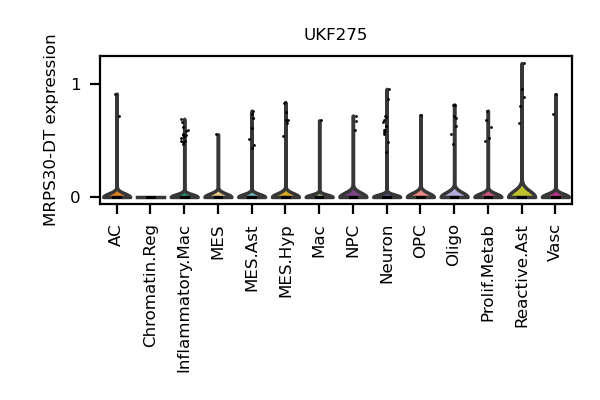 UKF275
MRPS30-DT expression
1
0
AC
Chromatin.Reg
Inflammatory.Mac
MES
MES.Ast
MES.Hyp
Mac
NPC
Neuron
OPC
Oligo
Prolif.Metab
Reactive.Ast
Vasc